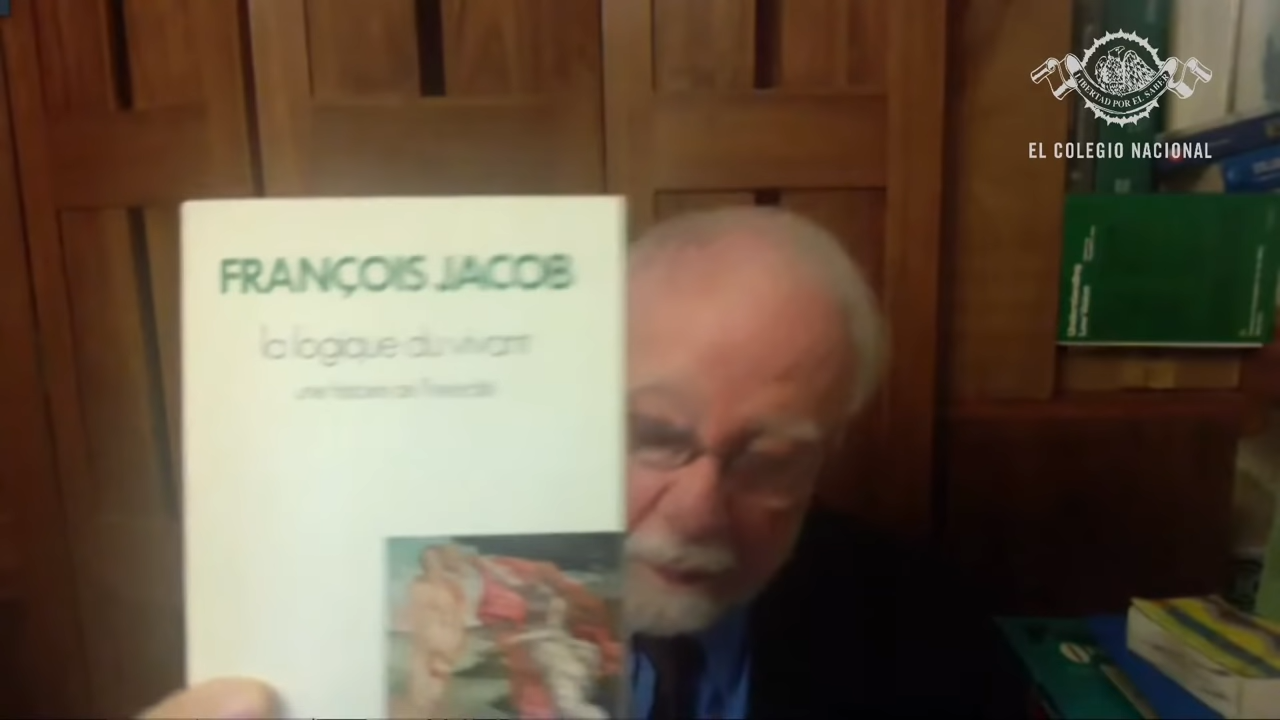 FRANÇOIS JACOB
la logique du vivant
une histoire de l'hérédité
LIBERTAD POR EL SABER
EL COLEGIO NACIONAL